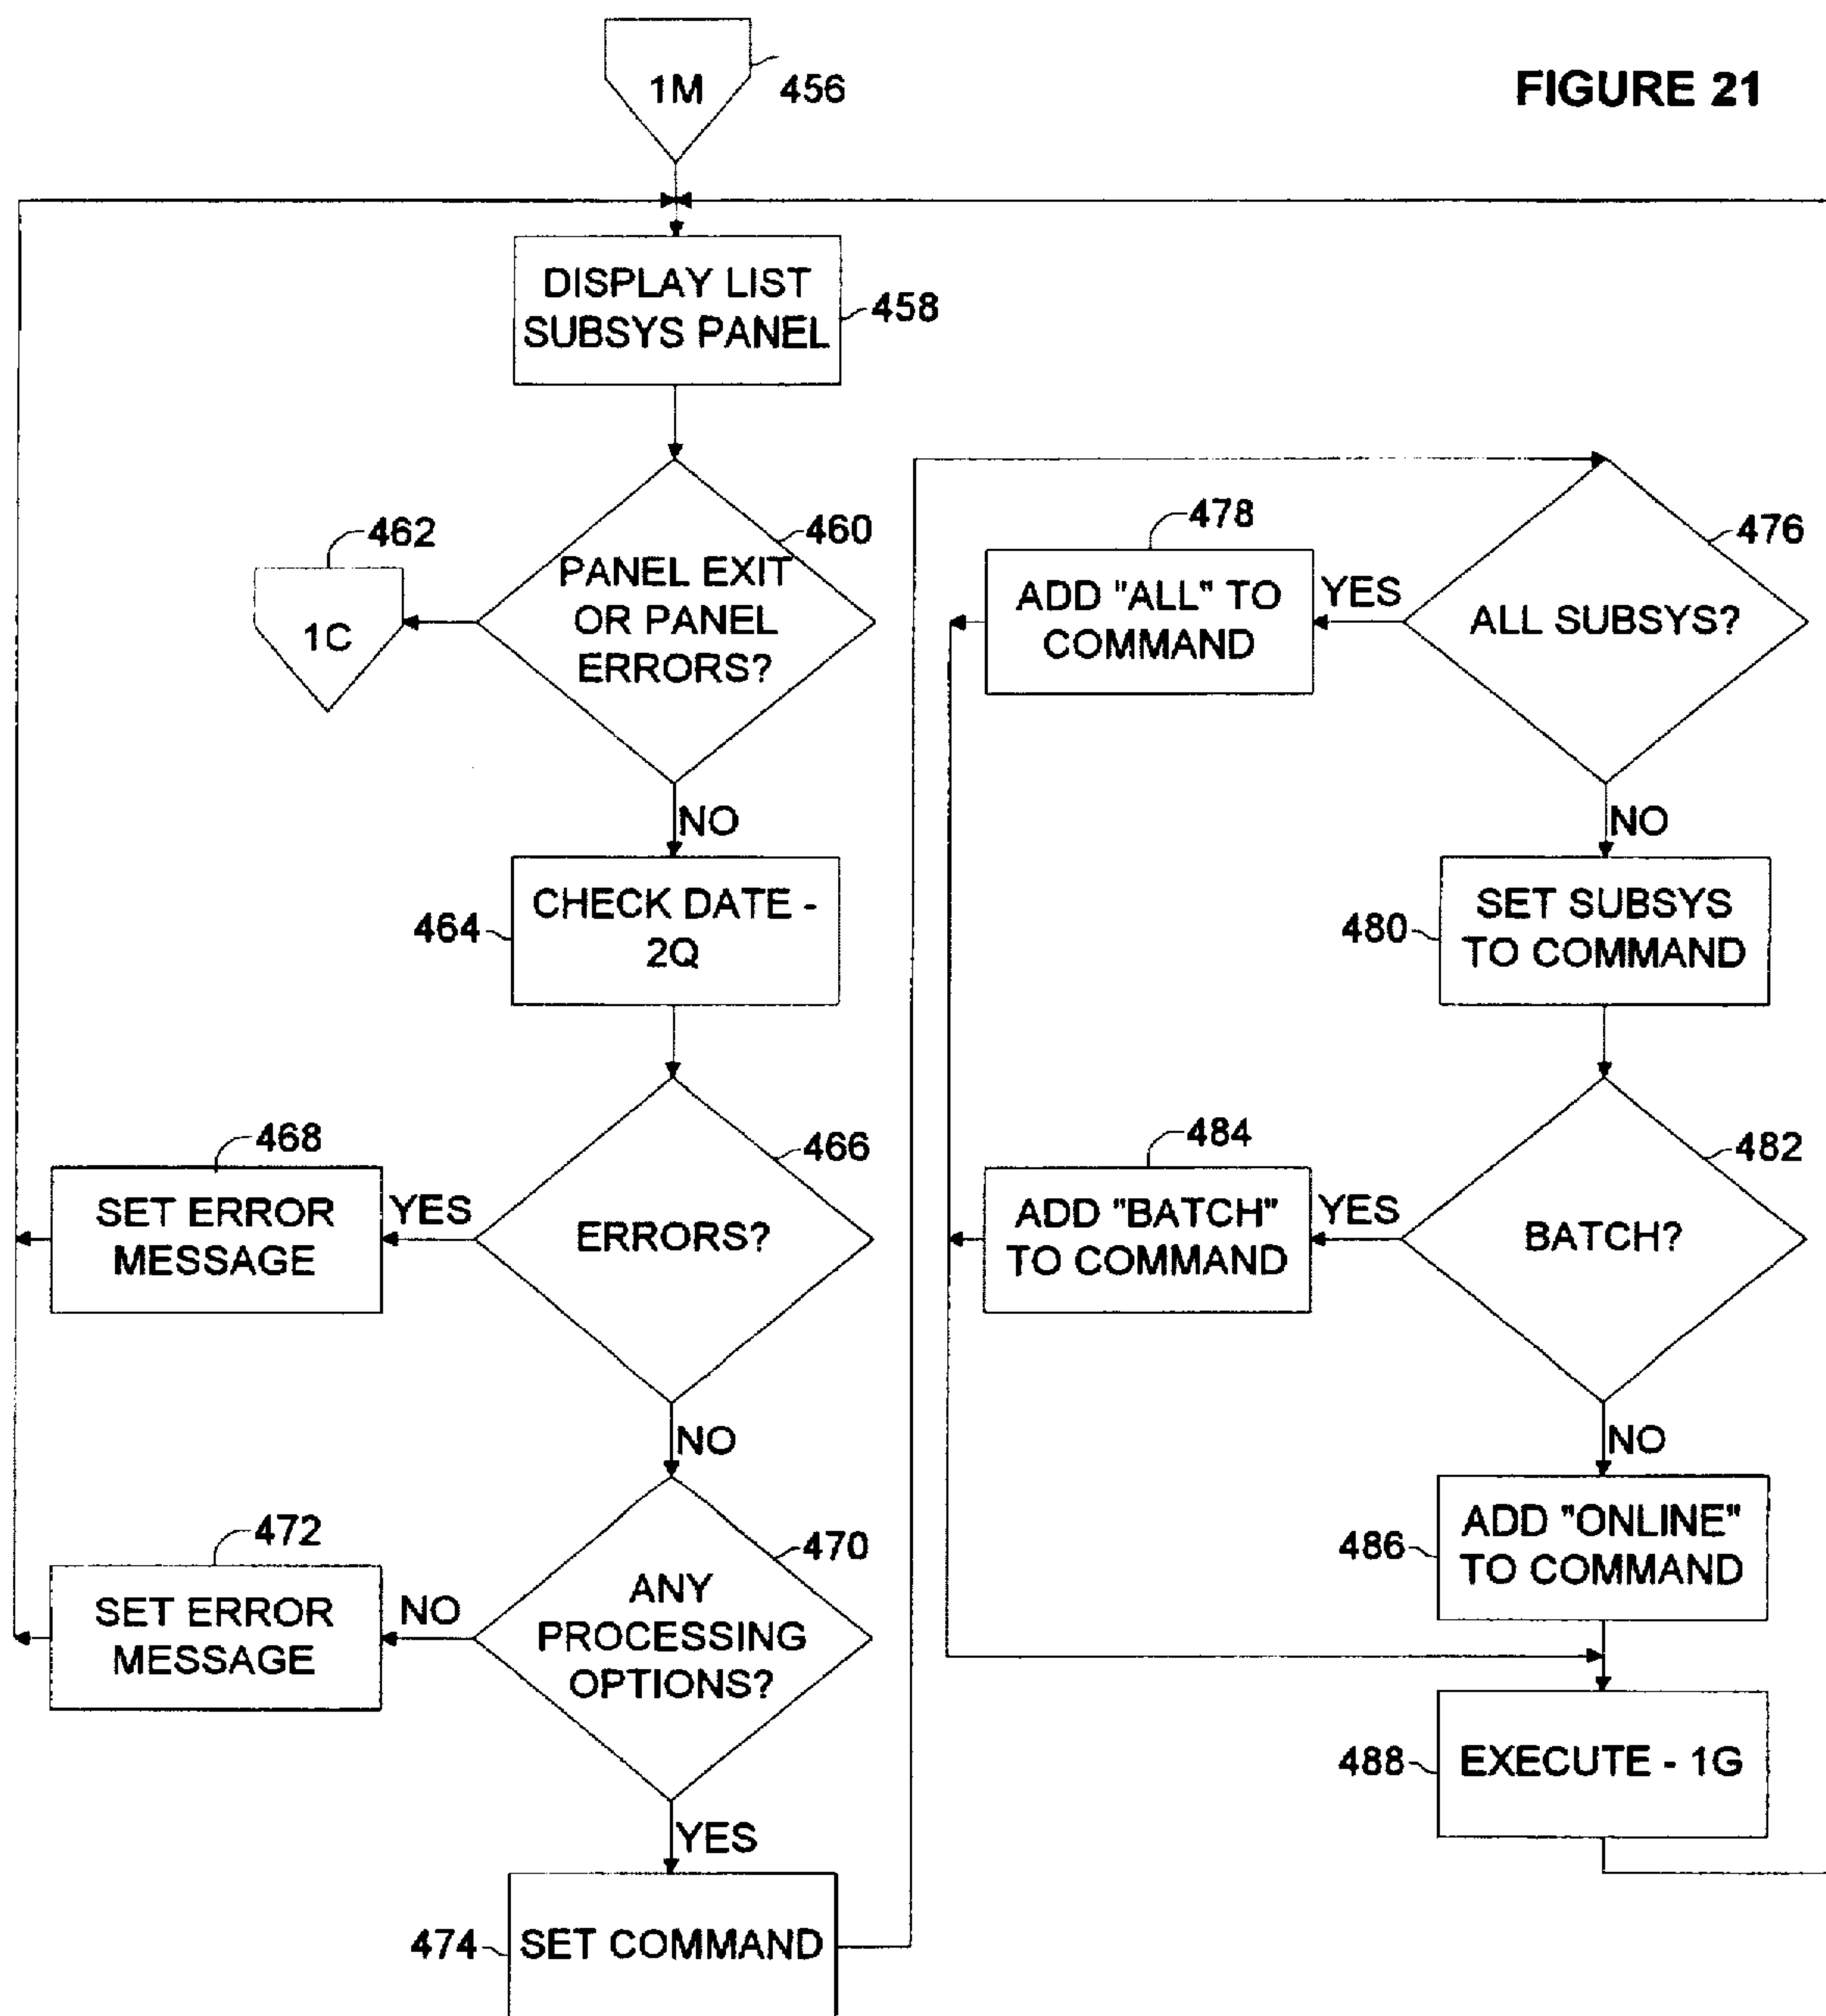 FIGURE 21
1M
456
DISPLAY LIST
SUBSYS PANEL
458
460
PANEL EXIT
OR PANEL
ERRORS?
462
1C
NO
CHECK DATE -
2Q
464
466
ERRORS?
YES
468
SET ERROR
MESSAGE
NO
470
ANY
PROCESSING
OPTIONS?
NO
472
SET ERROR
MESSAGE
YES
474
SET COMMAND
476
ALL SUBSYS?
YES
478
ADD "ALL" TO
COMMAND
NO
480
SET SUBSYS
TO COMMAND
482
BATCH?
YES
484
ADD "BATCH"
TO COMMAND
NO
486
ADD "ONLINE"
TO COMMAND
488
EXECUTE - 1G